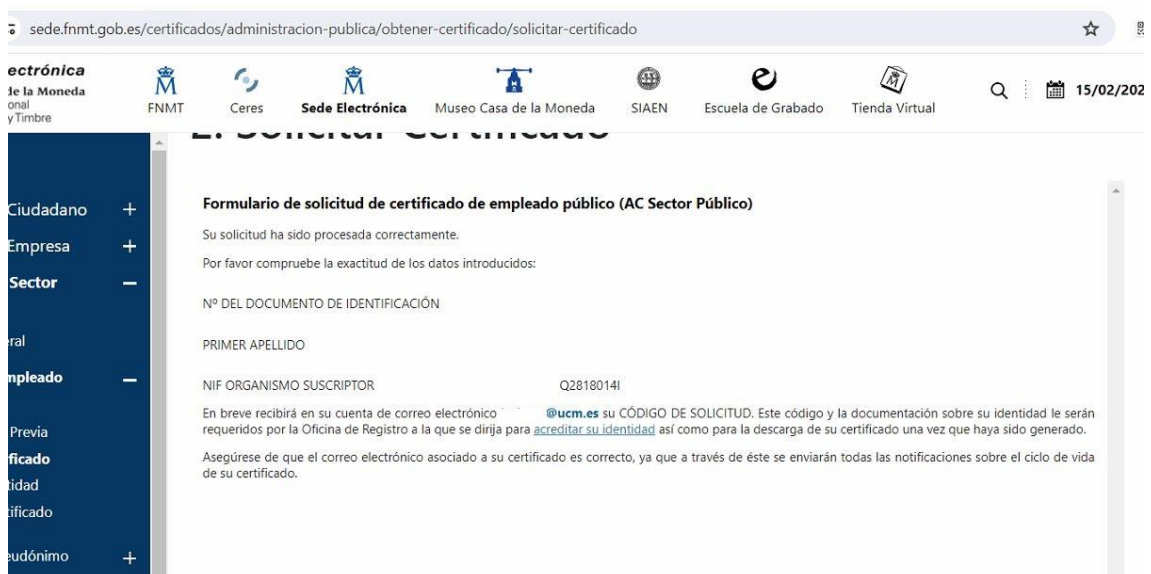 sede.fnmt.gob.es/certificados/administracion-publica/obtener-certificado/solicitar-certificado
ectrónica
de la Moneda
onal
y Timbre
FNMT
Ceres
Sede Electrónica
Museo Casa de la Moneda
SIAEN
Escuela de Grabado
Tienda Virtual
15/02/202
2. Solicitar Certificado
Ciudadano +
Empresa +
Sector −
ral
mpleado −
Previa
ificado
tidad
tificado
eudónimo +
Formulario de solicitud de certificado de empleado público (AC Sector Público)
Su solicitud ha sido procesada correctamente.
Por favor compruebe la exactitud de los datos introducidos:
Nº DEL DOCUMENTO DE IDENTIFICACIÓN
PRIMER APELLIDO
NIF ORGANISMO SUSCRIPTOR Q2818014I
En breve recibirá en su cuenta de correo electrónico @ucm.es su CÓDIGO DE SOLICITUD. Este código y la documentación sobre su identidad le serán
requeridos por la Oficina de Registro a la que se dirija para acreditar su identidad así como para la descarga de su certificado una vez que haya sido generado.
Asegúrese de que el correo electrónico asociado a su certificado es correcto, ya que a través de éste se enviarán todas las notificaciones sobre el ciclo de vida
de su certificado.